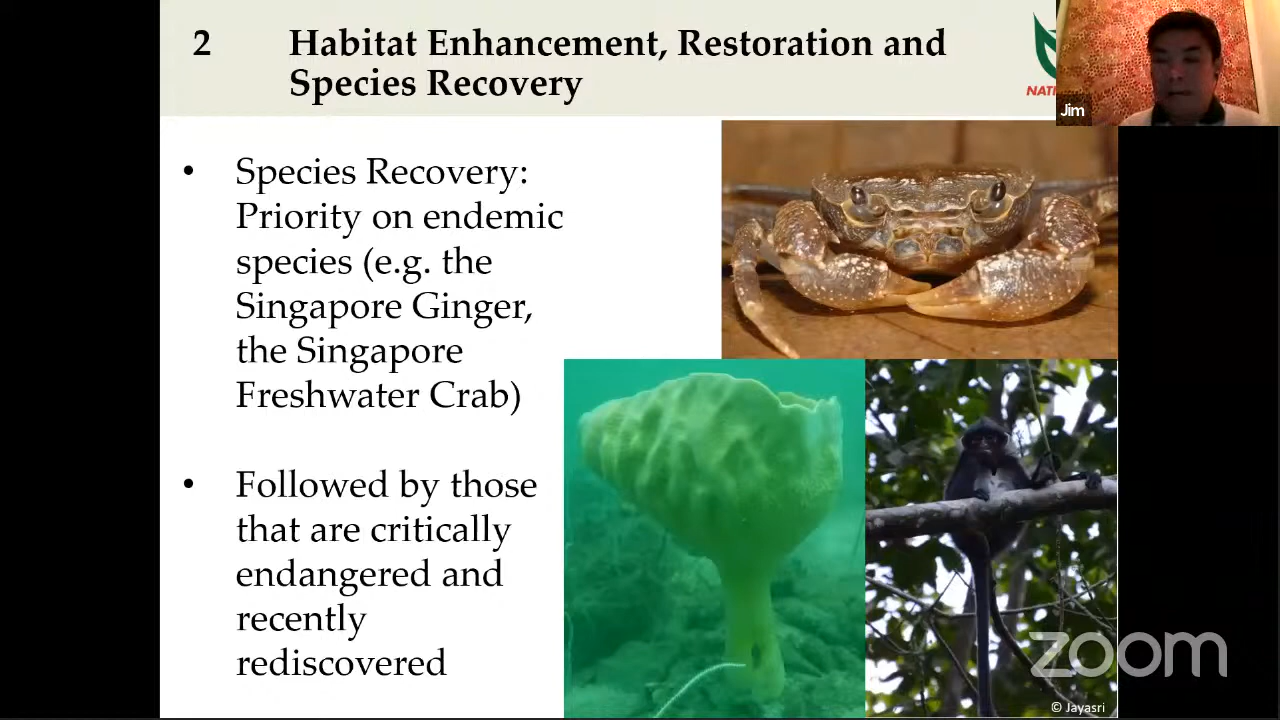 2 Habitat Enhancement, Restoration and
Species Recovery
NATI
Jim
• Species Recovery:
Priority on endemic
species (e.g. the
Singapore Ginger,
the Singapore
Freshwater Crab)
• Followed by those
that are critically
endangered and
recently
rediscovered
zoom
© Jayasri